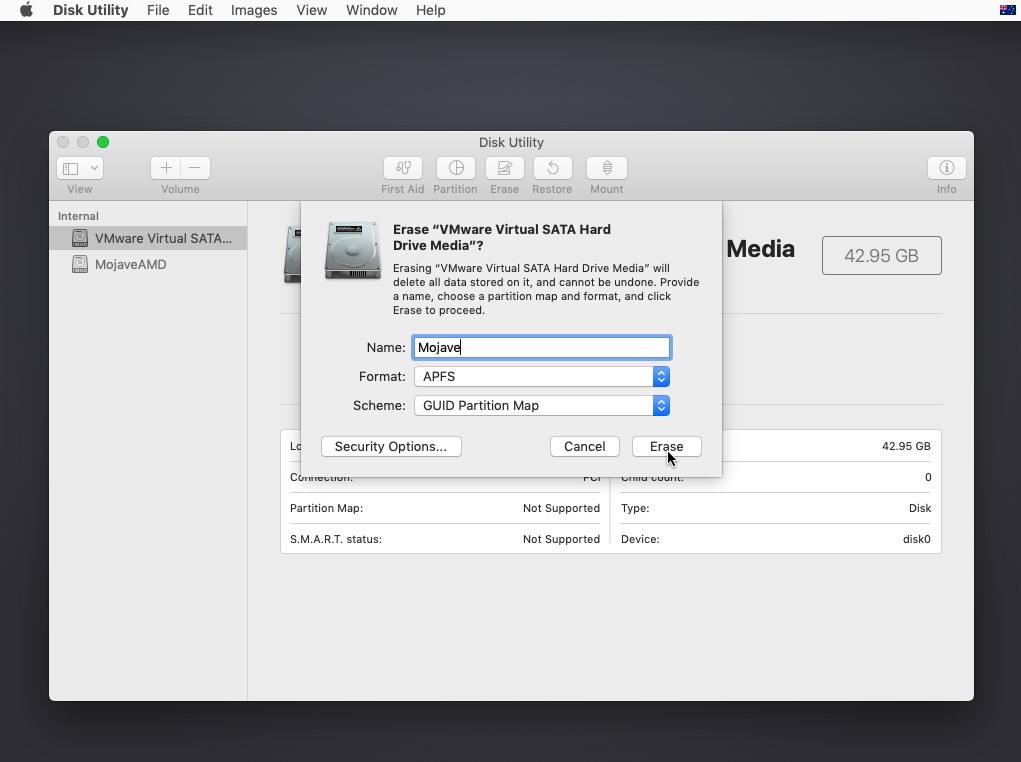 Disk Utility File Edit Images View Window Help
Disk Utility
View Volume First Aid Partition Erase Restore Mount Info
Internal
VMware Virtual SATA...
MojaveAMD
Media
42.95 GB
Erase “VMware Virtual SATA Hard
Drive Media”?
Erasing “VMware Virtual SATA Hard Drive Media” will
delete all data stored on it, and cannot be undone. Provide
a name, choose a partition map and format, and click
Erase to proceed.
Name: Mojave
Format: APFS
Scheme: GUID Partition Map
Security Options... Cancel Erase
Lo 42.95 GB
Connection: PCI Child count: 0
Partition Map: Not Supported Type: Disk
S.M.A.R.T. status: Not Supported Device: disk0